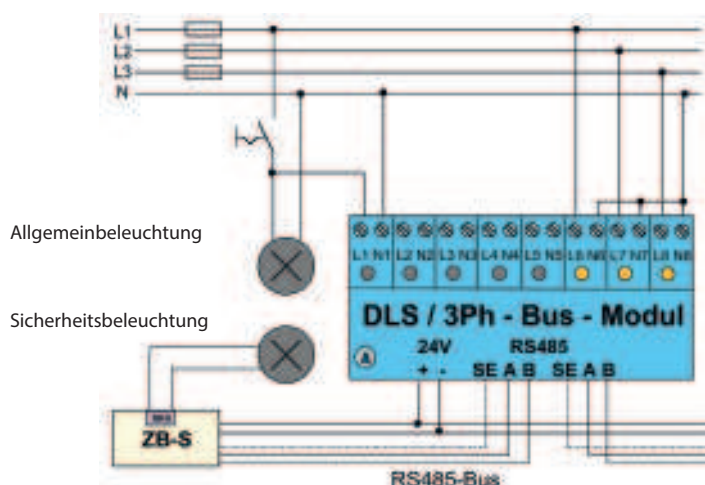 L1
L2
L3
N
Allgemeinbeleuchtung
L1 N1 L2 N2 L3 N3 L4 N4 L5 N5 L6 N6 L7 N7 L8 N8
Sicherheitsbeleuchtung
DLS / 3Ph - Bus - Modul
24V RS485
+ - SE A B SE A B
ZB-S
RS485-Bus